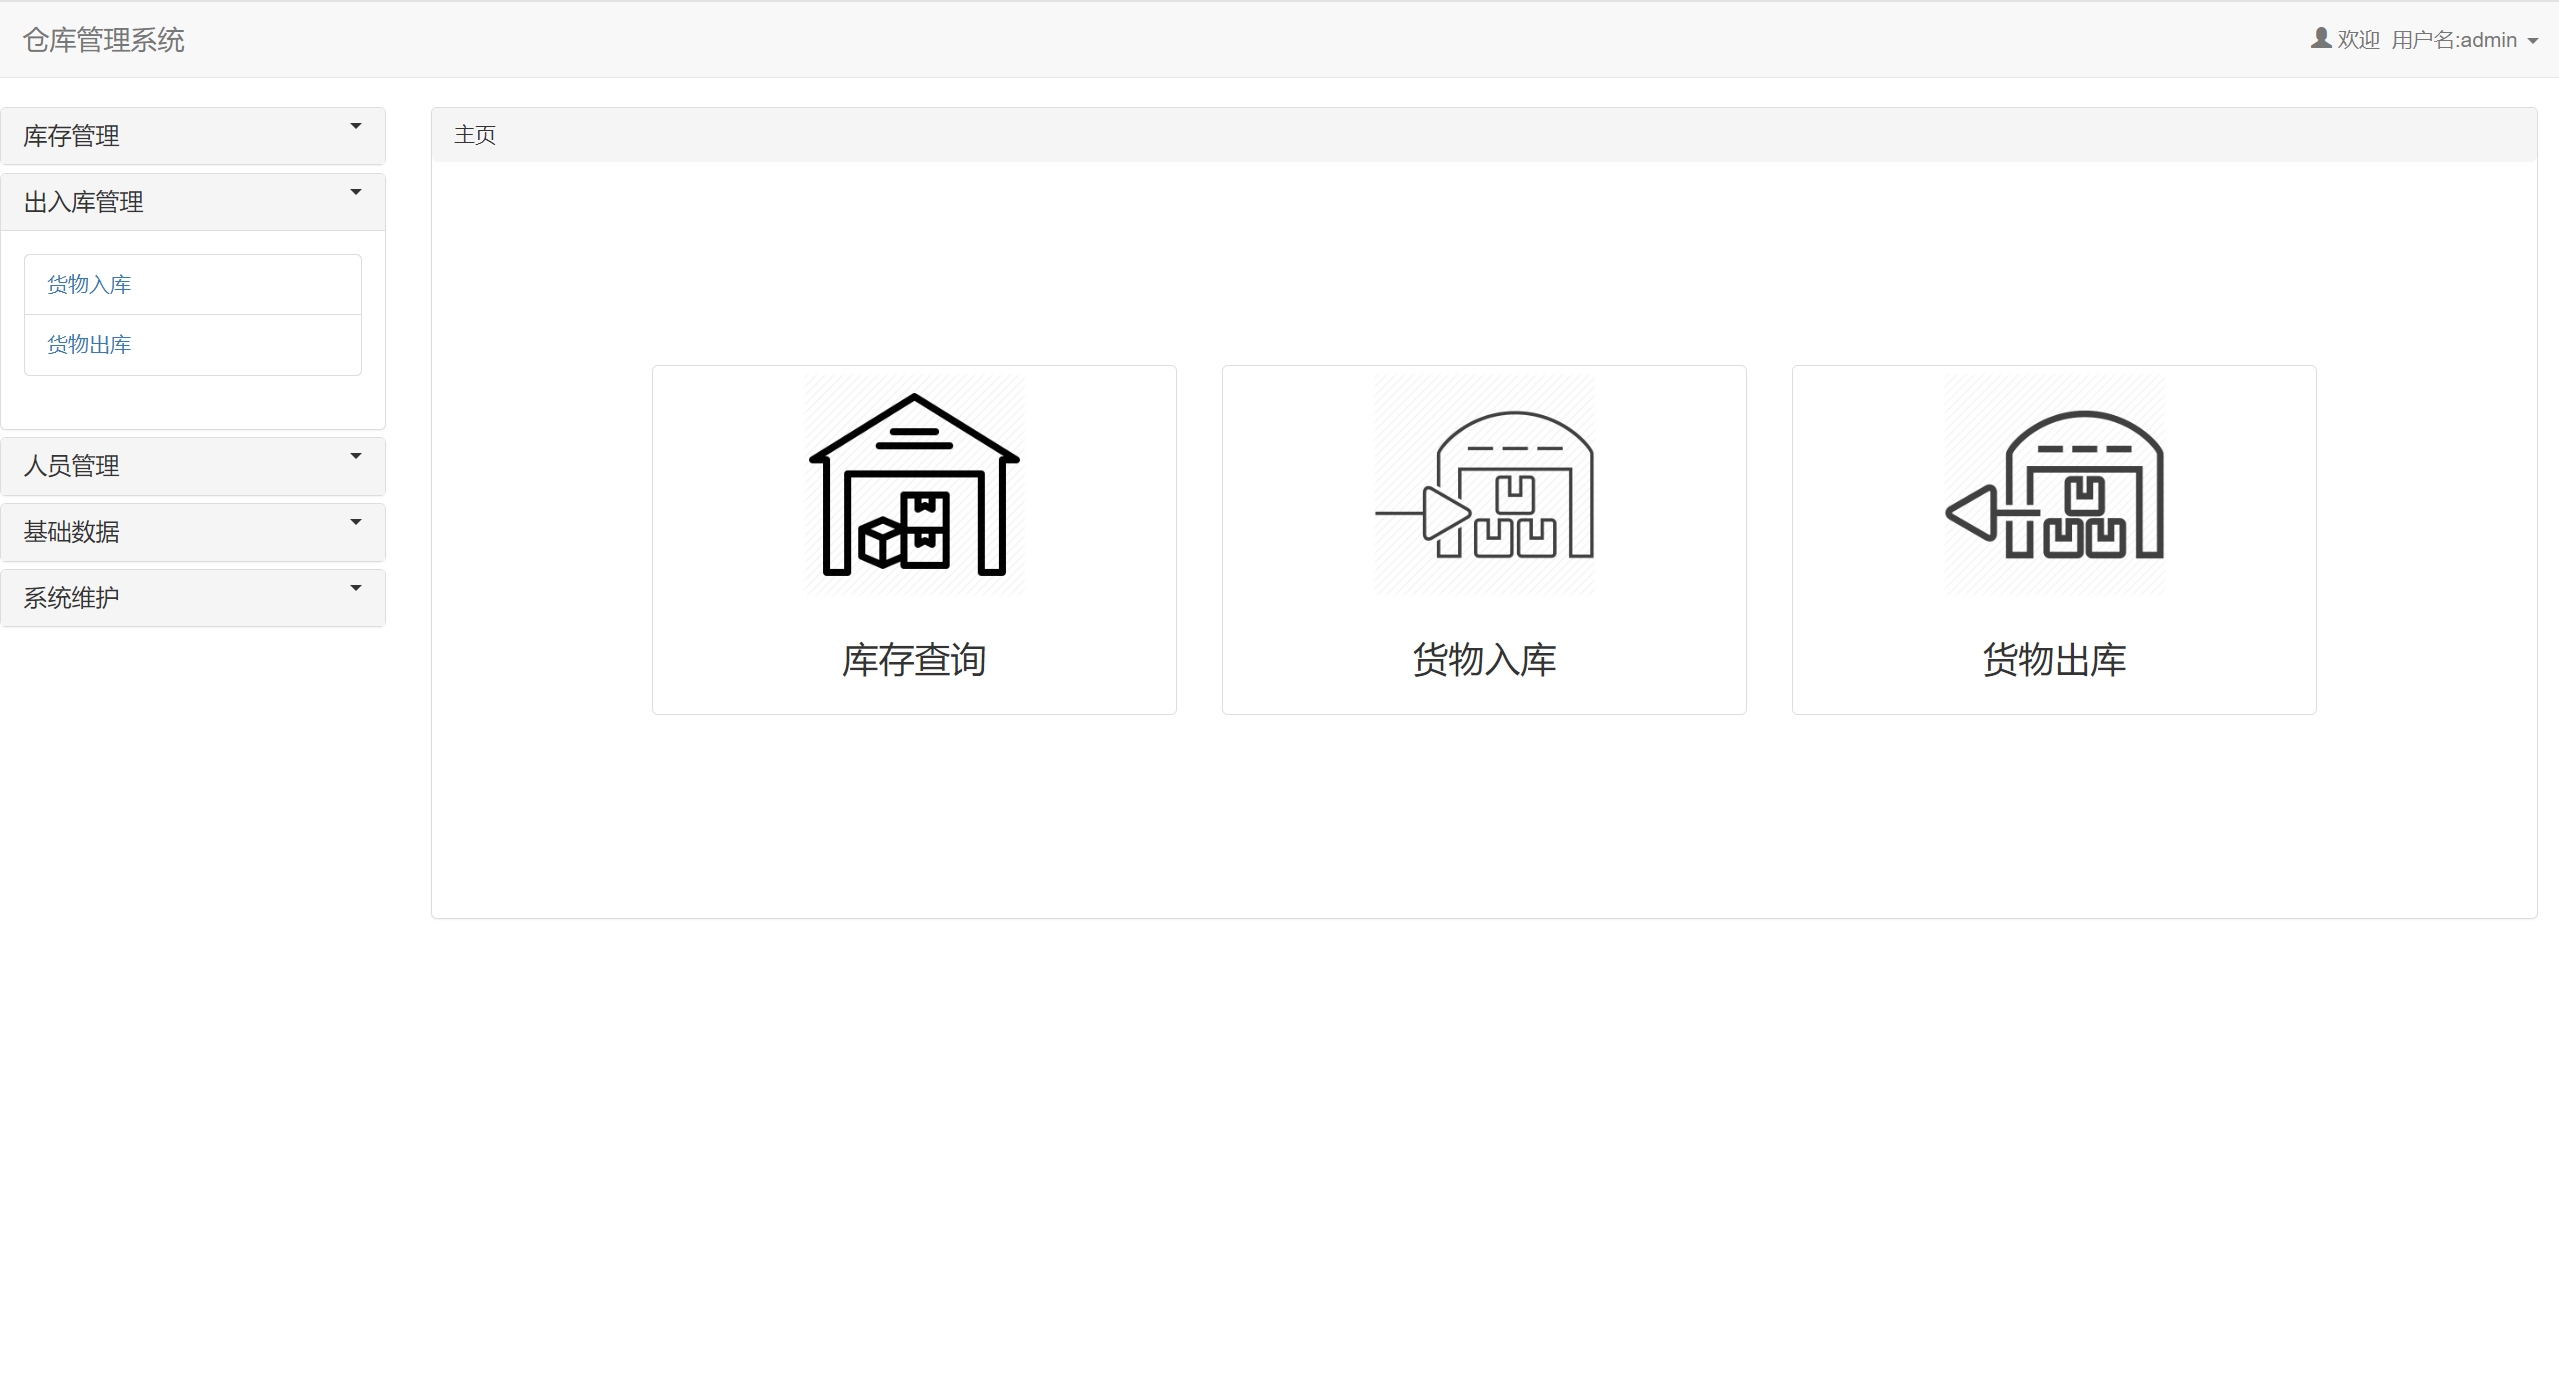 仓库管理系统
欢迎 用户名:admin
库存管理
出入库管理
货物入库
货物出库
人员管理
基础数据
系统维护
主页
库存查询
货物入库
货物出库